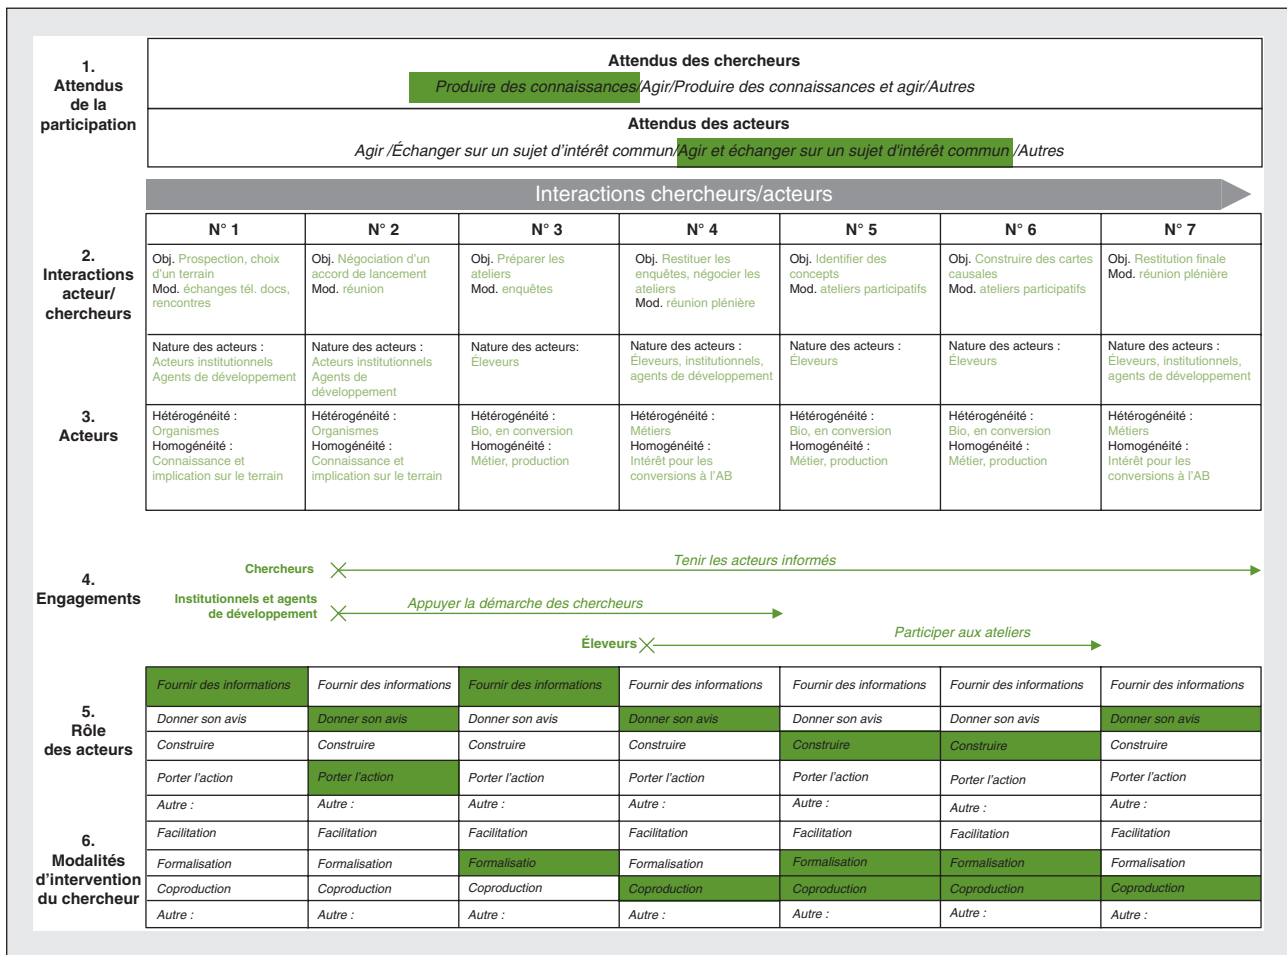 1.
Attendus
de la
participation
Attendus des chercheurs
Produire des connaissances/Agir/Produire des connaissances et agir/Autres
Attendus des acteurs
Agir /Échanger sur un sujet d'intérêt commun/Agir et échanger sur un sujet d'intérêt commun /Autres
Interactions chercheurs/acteurs
N° 1
N° 2
N° 3
N° 4
N° 5
N° 6
N° 7
2.
Interactions
acteur/
chercheurs
Obj. Prospection, choix
d'un terrain
Mod. échanges tél. docs,
rencontres
Obj. Négociation d'un
accord de lancement
Mod. réunion
Obj. Préparer les
ateliers
Mod. enquêtes
Obj. Restituer les
enquêtes, négocier les
ateliers
Mod. réunion plénière
Obj. Identifier des
concepts
Mod. ateliers participatifs
Obj. Construire des cartes
causales
Mod. ateliers participatifs
Obj. Restitution finale
Mod. réunion plénière
3.
Acteurs
Nature des acteurs :
Acteurs institutionnels
Agents de développement
Nature des acteurs :
Acteurs institutionnels
Agents de
développement
Nature des acteurs:
Éleveurs
Nature des acteurs :
Éleveurs, institutionnels,
agents de développement
Nature des acteurs :
Éleveurs
Nature des acteurs :
Éleveurs
Nature des acteurs :
Éleveurs, institutionnels,
agents de développement
Hétérogénéité :
Organismes
Homogénéité :
Connaissance et
implication sur le terrain
Hétérogénéité :
Organismes
Homogénéité :
Connaissance et
implication sur le terrain
Hétérogénéité :
Bio, en conversion
Homogénéité :
Métier, production
Hétérogénéité :
Métiers
Homogénéité :
Intérêt pour les
conversions à l'AB
Hétérogénéité :
Bio, en conversion
Homogénéité :
Métier, production
Hétérogénéité :
Bio, en conversion
Homogénéité :
Métier, production
Hétérogénéité :
Métiers
Homogénéité :
Intérêt pour les
conversions à l'AB
4.
Engagements
Chercheurs
Tenir les acteurs informés
Institutionnels et agents
de développement
Appuyer la démarche des chercheurs
Éleveurs
Participer aux ateliers
5.
Rôle
des acteurs
Fournir des informations
Fournir des informations
Fournir des informations
Fournir des informations
Fournir des informations
Fournir des informations
Fournir des informations
Donner son avis
Donner son avis
Donner son avis
Donner son avis
Donner son avis
Donner son avis
Donner son avis
Construire
Construire
Construire
Construire
Construire
Construire
Construire
Porter l'action
Porter l'action
Porter l'action
Porter l'action
Porter l'action
Porter l'action
Porter l'action
Autre :
Autre :
Autre :
Autre :
Autre :
Autre :
Autre :
6.
Modalités
d'intervention
du chercheur
Facilitation
Facilitation
Facilitation
Facilitation
Facilitation
Facilitation
Facilitation
Formalisation
Formalisation
Formalisatio
Formalisation
Formalisation
Formalisation
Formalisation
Coproduction
Coproduction
Coproduction
Coproduction
Coproduction
Coproduction
Coproduction
Autre :
Autre :
Autre :
Autre :
Autre :
Autre :
Autre :